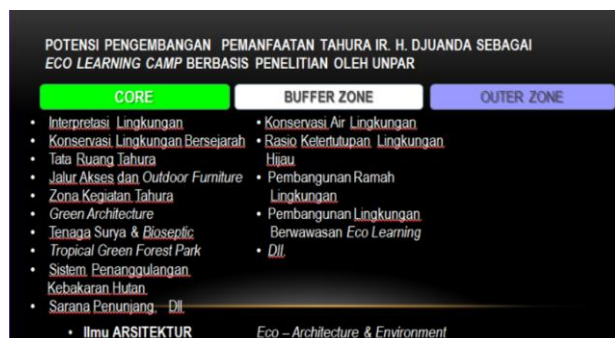 POTENSI PENGEMBANGAN PEMANFAATAN TAHURA IR. H. DJUANDA SEBAGAI
ECO LEARNING CAMP BERBASIS PENELITIAN OLEH UNPAR
CORE
BUFFER ZONE
OUTER ZONE
• Interpretasi Lingkungan
• Konservasi Lingkungan Bersejarah
• Tata Ruang Tahura
• Jalur Akses dan Outdoor Furniture
• Zona Kegiatan Tahura
• Green Architecture
• Tenaga Surya & Bioseptic
• Tropical Green Forest Park
• Sistem Penanggulangan
Kebakaran Hutan
• Sarana Penunjang, Dll
• Konservasi Air Lingkungan
• Rasio Ketertutupan Lingkungan
Hijau
• Pembangunan Ramah
Lingkungan
• Pembangunan Lingkungan
Berwawasan Eco Learning
• Dll.
• Ilmu ARSITEKTUR
Eco – Architecture & Environment